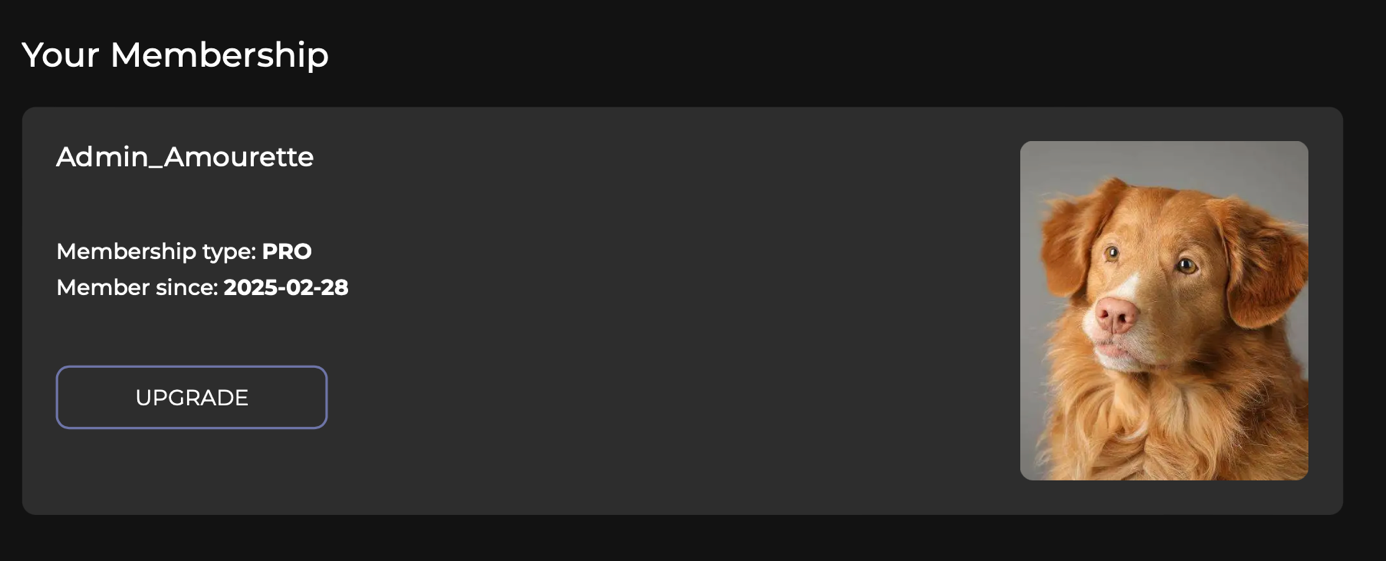 Your Membership
Admin_Amourette
Membership type: PRO
Member since: 2025-02-28
UPGRADE